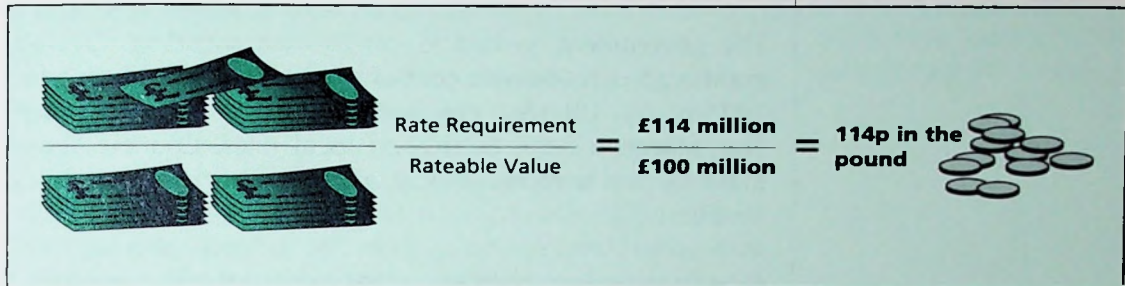 Rate Requirement
Rateable Value
=
£114 million
£100 million
=
114p in the
pound